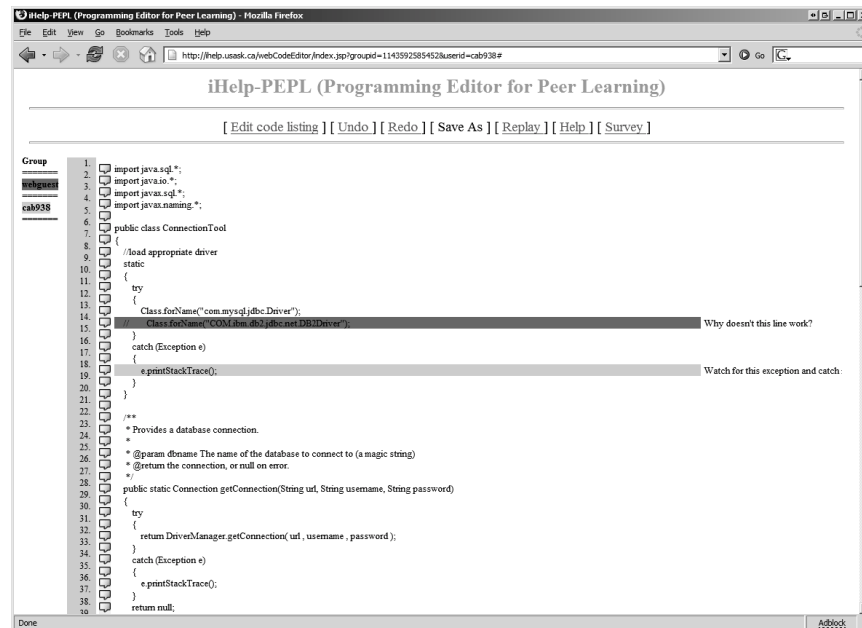 iHelp-PEPL (Programming Editor for Peer Learning) - Mozilla Firefox
File Edit View Go Bookmarks Tools Help
http://ihelp.usask.ca/webCodeEditor/index.jsp?groupid=1143592585452&userid=cab938# Go
iHelp-PEPL (Programming Editor for Peer Learning)
[ Edit code listing ] [ Undo ] [ Redo ] [ Save As ] [ Replay ] [ Help ] [ Survey ]
Group
=======
webguest
=======
cab938
=======
1. import java.sql.*;
2. import java.io.*;
3. import javax.sql.*;
4. import javax.naming.*;
5.
6. public class ConnectionTool
7. {
8. //load appropriate driver
9. static
10. {
11. try
12. {
13. Class.forName("com.mysql.jdbc.Driver");
14. // Class.forName("COM.ibm.db2.jdbc.net.DB2Driver"); Why doesn't this line work?
15. }
16. catch (Exception e)
17. {
18. e.printStackTrace(); Watch for this exception and catch
19. }
20. }
21.
22. /**
23. * Provides a database connection.
24. *
25. * @param dbname The name of the database to connect to (a magic string)
26. * @return the connection, or null on error.
27. */
28. public static Connection getConnection(String url, String username, String password)
29. {
30. try
31. {
32. return DriverManager.getConnection( url , username , password );
33. }
34. catch (Exception e)
35. {
36. e.printStackTrace();
37. }
38. return null;
39
Done Adblock